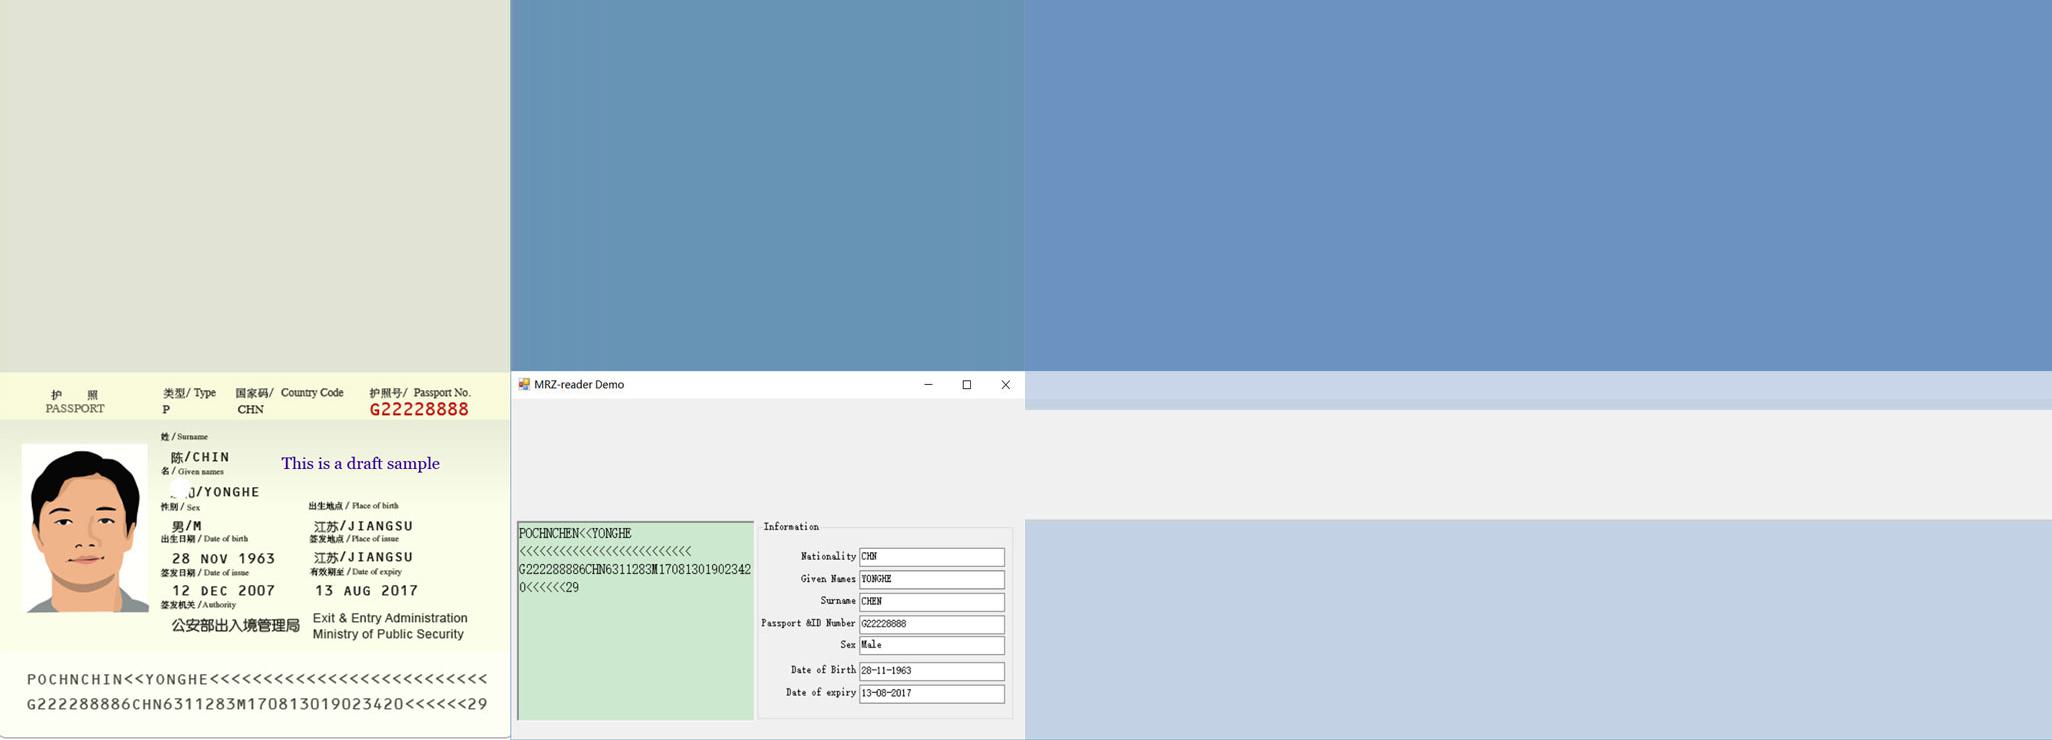 护 照
PASSPORT
类型/ Type
P
国家码/ Country Code
CHN
护照号/ Passport No.
G22228888
姓 / Surname
陈/CHIN
This is a draft sample
名 / Given names
/YONGHE
性别 / Sex
男/M
出生地点 / Place of birth
江苏/JIANGSU
出生日期 / Date of birth
28 NOV 1963
签发地点 / Place of issue
江苏/JIANGSU
签发日期 / Date of issue
12 DEC 2007
有效期至 / Date of expiry
13 AUG 2017
签发机关 / Authority
公安部出入境管理局
Exit & Entry Administration
Ministry of Public Security
POCHNCHIN<<YONGHE<<<<<<<<<<<<<<<<<<<<<<<<<<
G222288886CHN6311283M170813019023420<<<<<<29
MRZ-reader Demo
POCHNCHEN<<YONGHE
<<<<<<<<<<<<<<<<<<<<<<<<<<
G222288886CHN6311283M17081301902342
0<<<<<<29
Information
Nationality CHN
Given Names YONGHE
Surname CHEN
Passport &ID Number G22228888
Sex Male
Date of Birth 28-11-1963
Date of expiry 13-08-2017